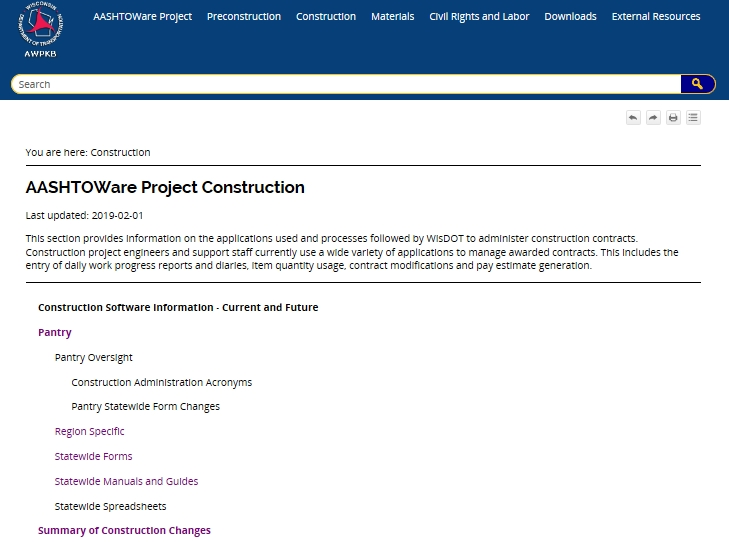 WISCONSIN
DEPARTMENT OF TRANSPORTATION
AWPKB
AASHTOWare Project Preconstruction Construction Materials Civil Rights and Labor Downloads External Resources
Search
You are here: Construction
AASHTOWare Project Construction
Last updated: 2019-02-01
This section provides information on the applications used and processes followed by WisDOT to administer construction contracts.
Construction project engineers and support staff currently use a wide variety of applications to manage awarded contracts. This includes the
entry of daily work progress reports and diaries, item quantity usage, contract modifications and pay estimate generation.
Construction Software Information - Current and Future
Pantry
Pantry Oversight
Construction Administration Acronyms
Pantry Statewide Form Changes
Region Specific
Statewide Forms
Statewide Manuals and Guides
Statewide Spreadsheets
Summary of Construction Changes